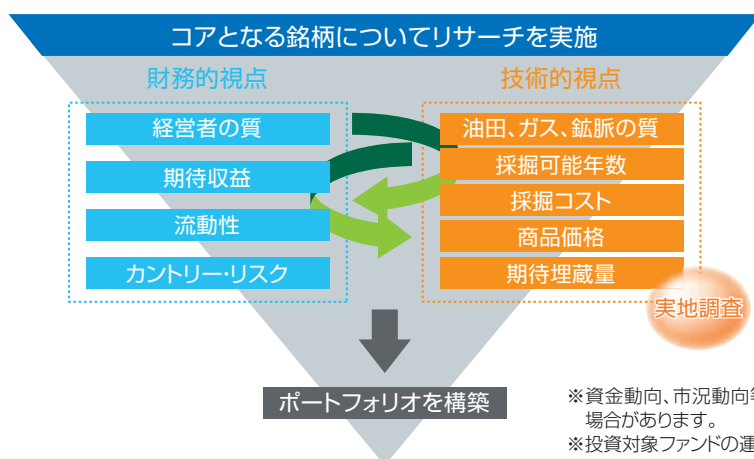 コアとなる銘柄についてリサーチを実施
財務的視点
経営者の質
期待収益
流動性
カントリー・リスク
技術的視点
油田、ガス、鉱脈の質
採掘可能年数
採掘コスト
商品価格
期待埋蔵量
実地調査
ポートフォリオを構築
※資金動向、市況動向等
場合があります。
※投資対象ファンドの運